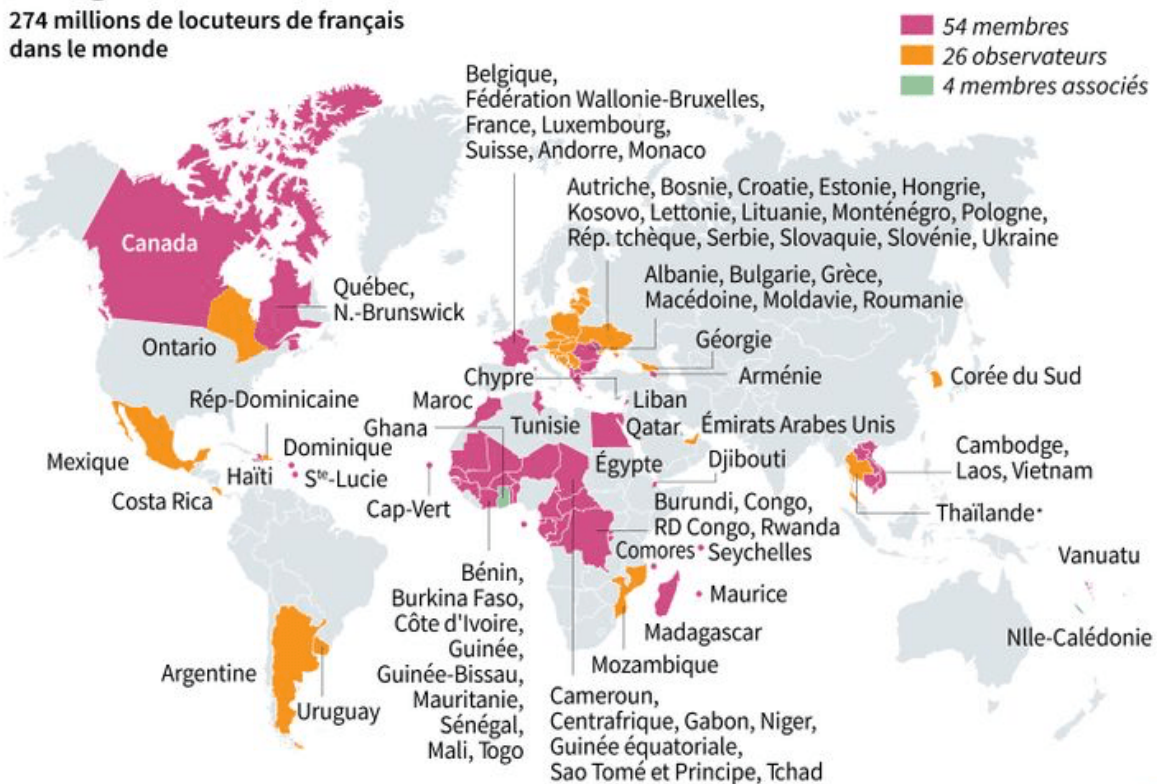 274 millions de locuteurs de français
dans le monde
54 membres
26 observateurs
4 membres associés
Belgique,
Fédération Wallonie-Bruxelles,
France, Luxembourg,
Suisse, Andorre, Monaco
Autriche, Bosnie, Croatie, Estonie, Hongrie,
Kosovo, Lettonie, Lituanie, Monténégro, Pologne,
Rép. tchèque, Serbie, Slovaquie, Slovénie, Ukraine
Canada
Québec,
N.-Brunswick
Albanie, Bulgarie, Grèce,
Macédoine, Moldavie, Roumanie
Ontario
Géorgie
Chypre
Arménie
Corée du Sud
Rép-Dominicaine
Maroc
Liban
Ghana
Tunisie
Qatar
Émirats Arabes Unis
Dominique
Mexique
Haïti
Ste-Lucie
Égypte
Djibouti
Cambodge,
Laos, Vietnam
Costa Rica
Cap-Vert
Burundi, Congo,
RD Congo, Rwanda
Thaïlande*
Comores
Seychelles
Vanuatu
Bénin,
Burkina Faso,
Côte d'Ivoire,
Guinée,
Guinée-Bissau,
Mauritanie,
Sénégal,
Mali, Togo
Maurice
Madagascar
Nlle-Calédonie
Mozambique
Argentine
Uruguay
Cameroun,
Centrafrique, Gabon, Niger,
Guinée équatoriale,
Sao Tomé et Principe, Tchad